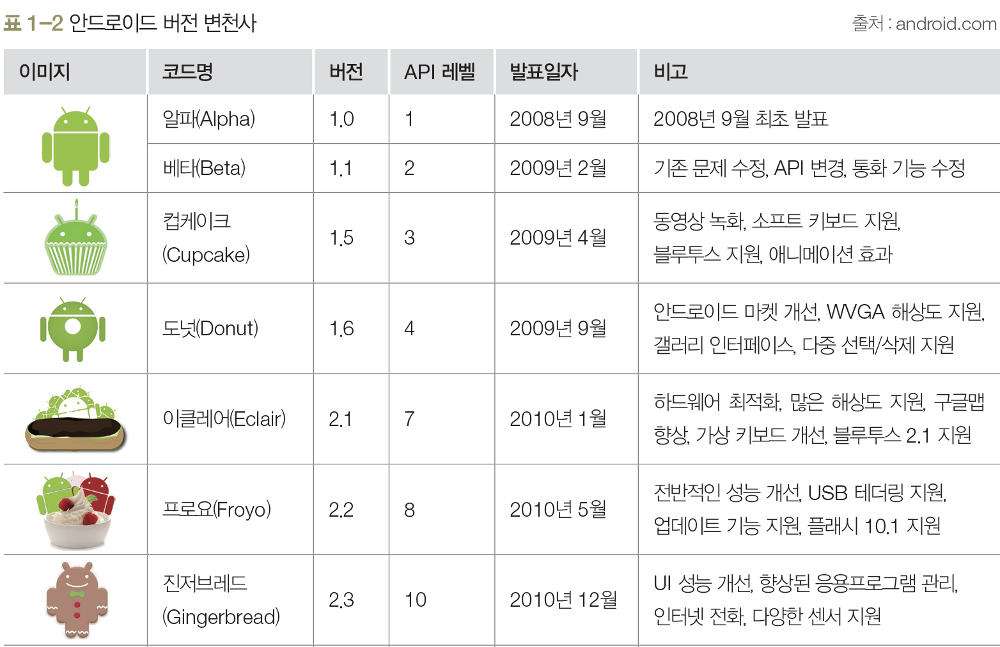 표 1-2 안드로이드 버전 변천사
출처 : android.com
이미지 코드명 버전 API 레벨 발표일자 비고
알파(Alpha) 1.0 1 2008년 9월 2008년 9월 최초 발표
베타(Beta) 1.1 2 2009년 2월 기존 문제 수정, API 변경, 통화 기능 수정
컵케이크
(Cupcake)
1.5 3 2009년 4월
동영상 녹화, 소프트 키보드 지원,
블루투스 지원, 애니메이션 효과
도넛(Donut) 1.6 4 2009년 9월
안드로이드 마켓 개선, WVGA 해상도 지원,
갤러리 인터페이스, 다중 선택/삭제 지원
이클레어(Eclair) 2.1 7 2010년 1월
하드웨어 최적화, 많은 해상도 지원, 구글맵
향상, 가상 키보드 개선, 블루투스 2.1 지원
프로요(Froyo) 2.2 8 2010년 5월
전반적인 성능 개선, USB 테더링 지원,
업데이트 기능 지원, 플래시 10.1 지원
진저브레드
(Gingerbread)
2.3 10 2010년 12월
UI 성능 개선, 향상된 응용프로그램 관리,
인터넷 전화, 다양한 센서 지원